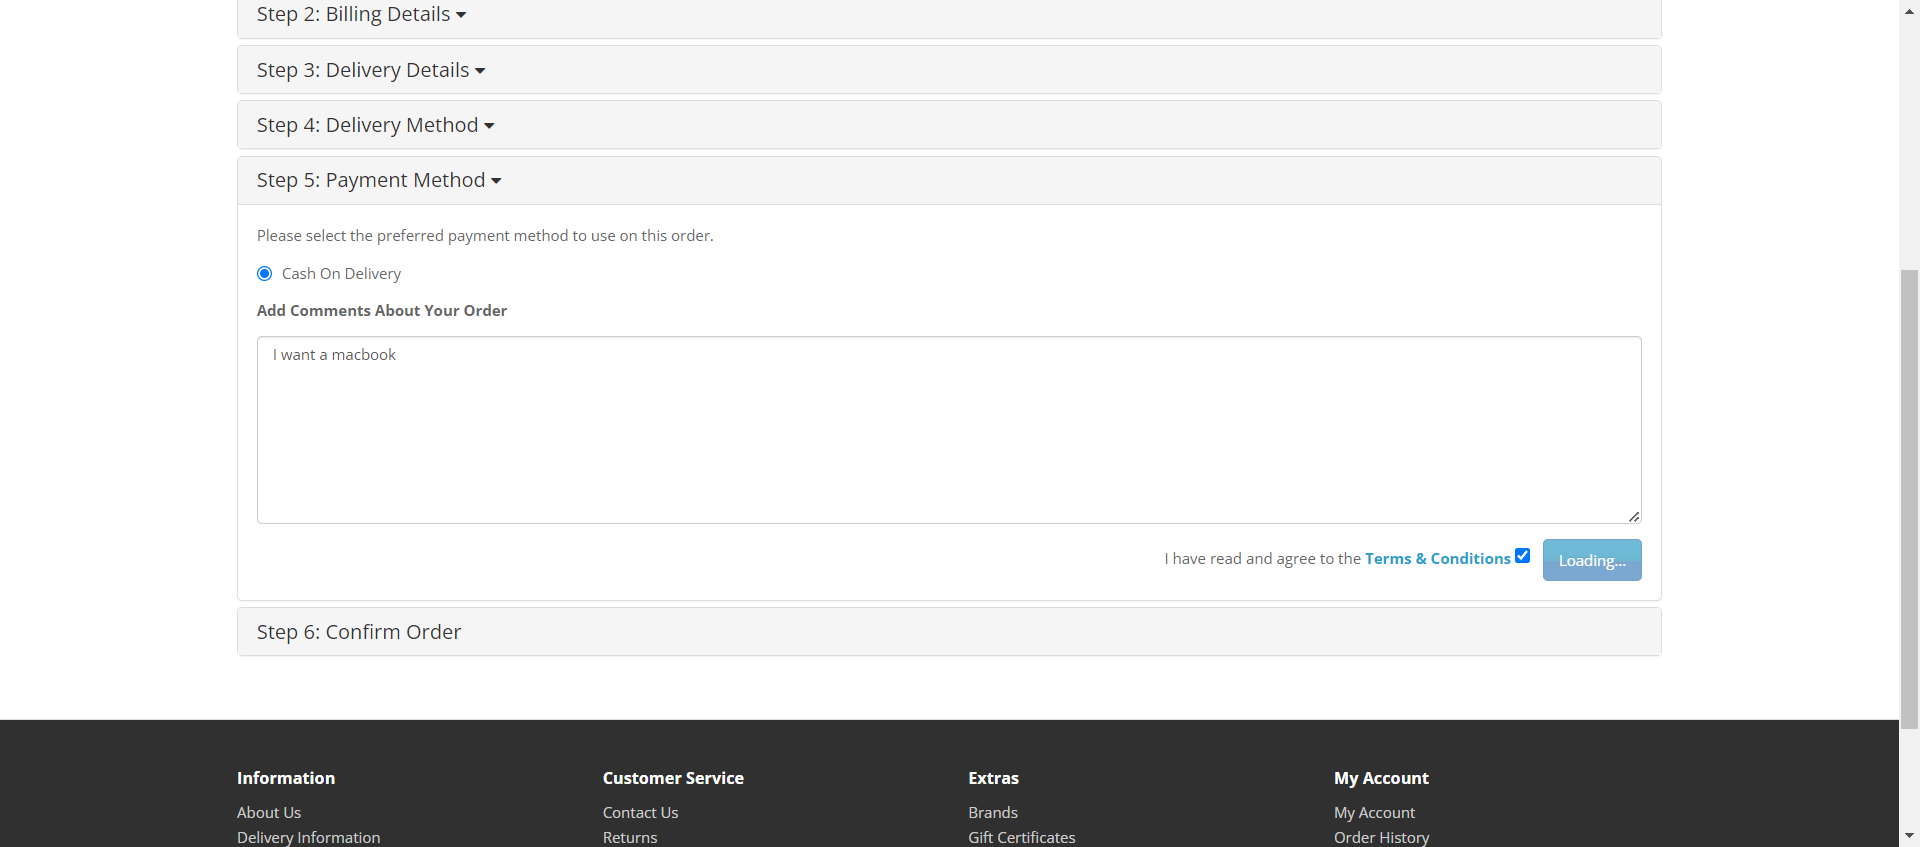 Step 2: Billing Details
Step 3: Delivery Details
Step 4: Delivery Method
Step 5: Payment Method
Please select the preferred payment method to use on this order.
Cash On Delivery
Add Comments About Your Order
I want a macbook
I have read and agree to the Terms & Conditions
Loading...
Step 6: Confirm Order
Information
About Us
Delivery Information
Customer Service
Contact Us
Returns
Extras
Brands
Gift Certificates
My Account
My Account
Order History